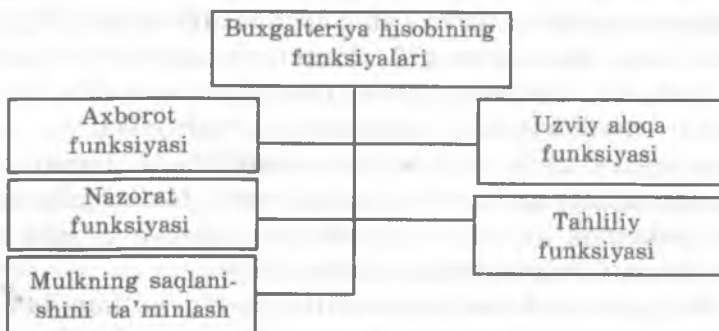 Buxgalteriya hisobining
funksiyalari
Axborot
funksiyasi
Uzviy aloqa
funksiyasi
Nazorat
funksiyasi
Tahliliy
funksiyasi
Mulkning saqlani-
shini ta’minlash